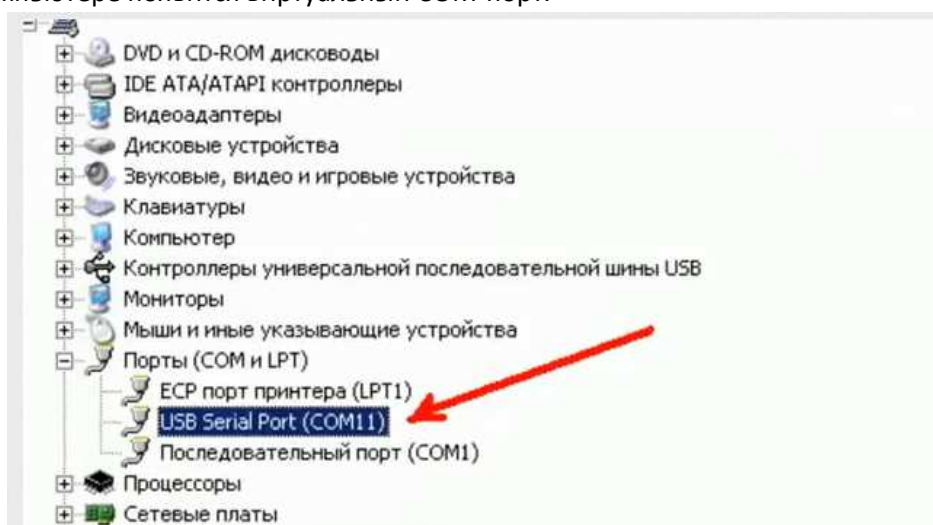 DVD и CD-ROM дисководы
IDE ATA/ATAPI контроллеры
Видеоадаптеры
Дисковые устройства
Звуковые, видео и игровые устройства
Клавиатуры
Компьютер
Контроллеры универсальной последовательной шины USB
Мониторы
Мыши и иные указывающие устройства
Порты (COM и LPT)
ECP порт принтера (LPT1)
USB Serial Port (COM11)
Последовательный порт (COM1)
Процессоры
Сетевые платы